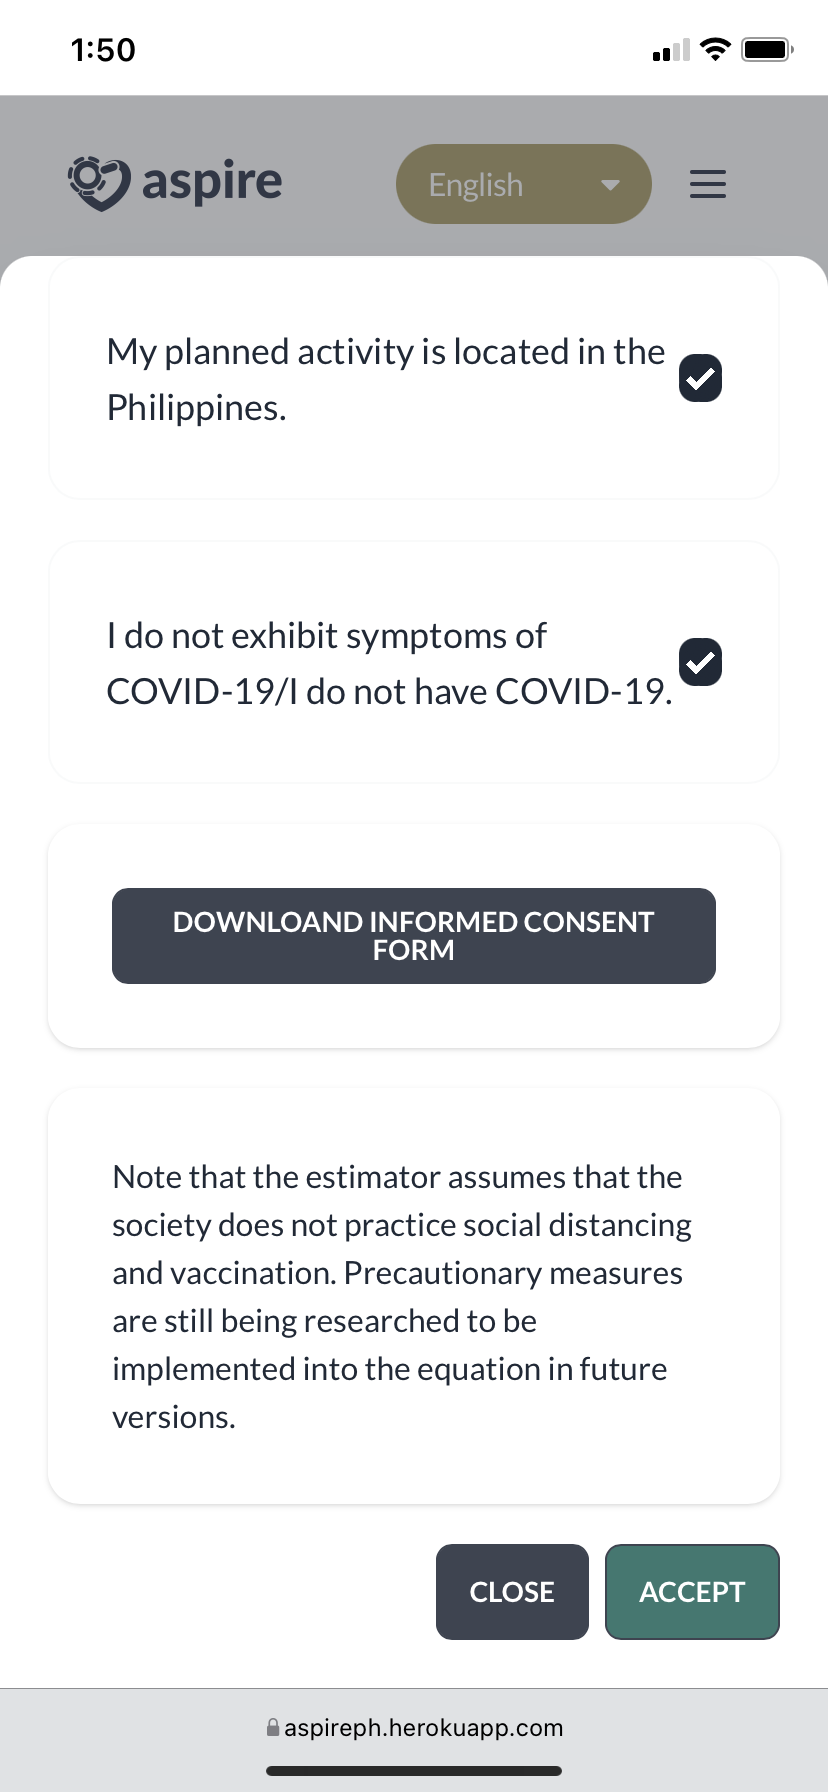 1:50
aspire
English
My planned activity is located in the
Philippines.
I do not exhibit symptoms of
COVID-19/I do not have COVID-19.
DOWNLOAND INFORMED CONSENT
FORM
Note that the estimator assumes that the
society does not practice social distancing
and vaccination. Precautionary measures
are still being researched to be
implemented into the equation in future
versions.
CLOSE
ACCEPT
aspireph.herokuapp.com